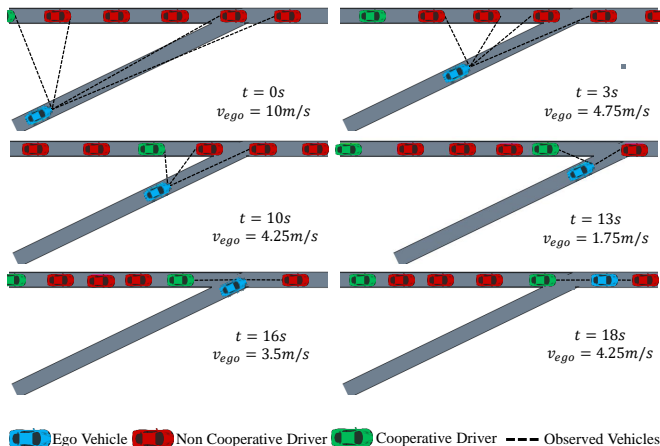 t = 0s
v_ego = 10m/s
t = 3s
v_ego = 4.75m/s
t = 10s
v_ego = 4.25m/s
t = 13s
v_ego = 1.75m/s
t = 16s
v_ego = 3.5m/s
t = 18s
v_ego = 4.25m/s
Ego Vehicle Non Cooperative Driver Cooperative Driver Observed Vehicles